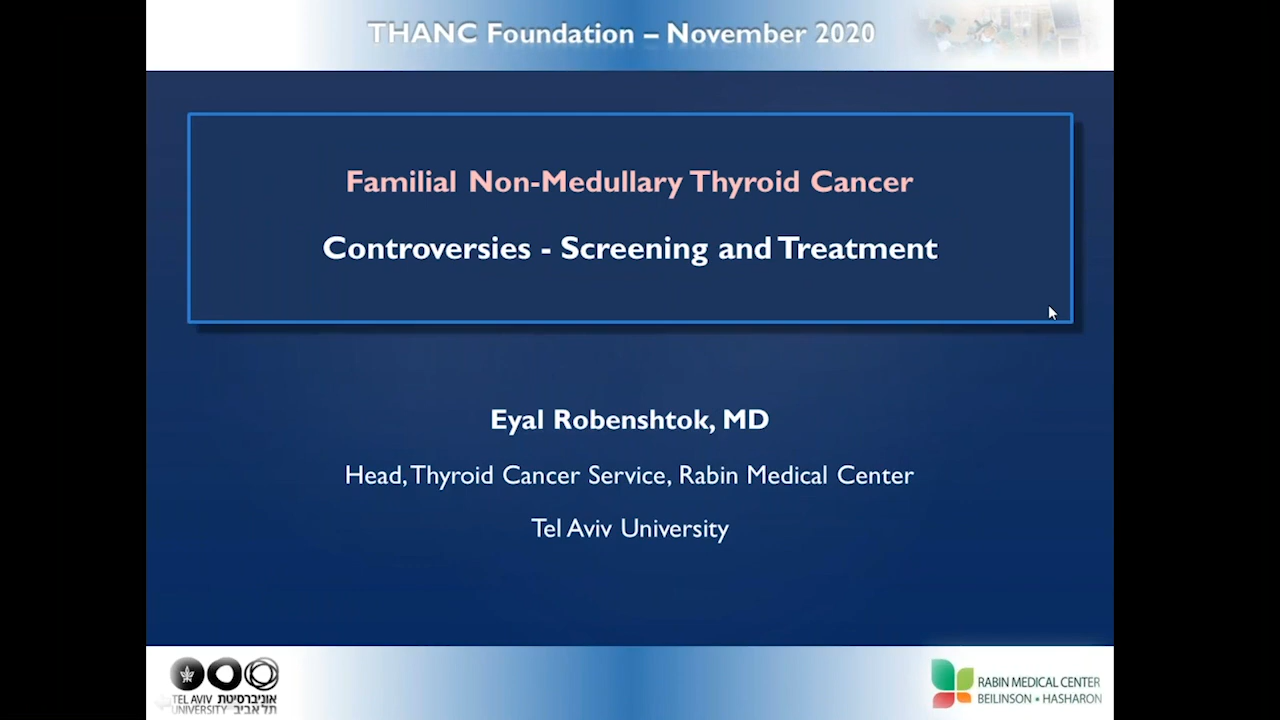 THANC Foundation – November 2020
Familial Non-Medullary Thyroid Cancer
Controversies - Screening and Treatment
Eyal Robenshtok, MD
Head, Thyroid Cancer Service, Rabin Medical Center
Tel Aviv University
TEL AVIV אוניברסיטת
UNIVERSITY תל אביב
RABIN MEDICAL CENTER
BEILINSON • HASHARON